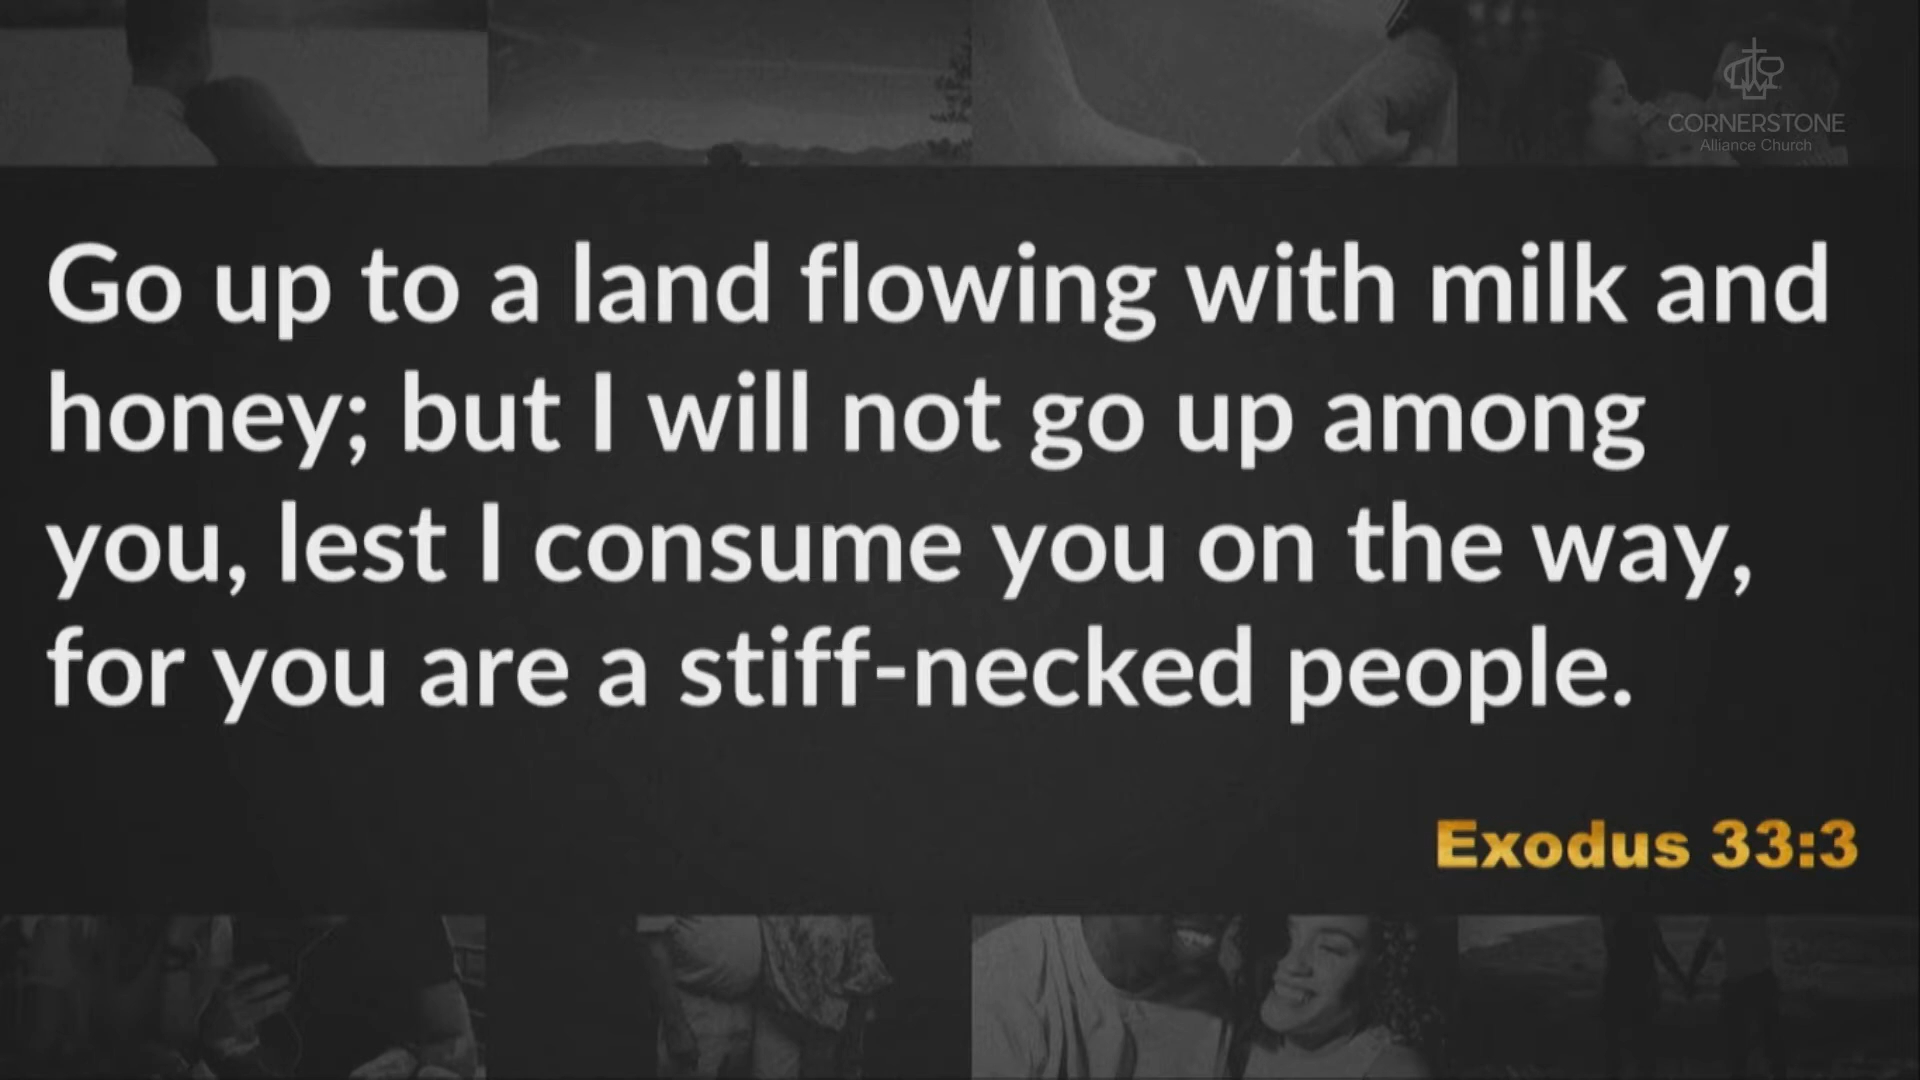 CORNERSTONE
Alliance Church
Go up to a land flowing with milk and
honey; but I will not go up among
you, lest I consume you on the way,
for you are a stiff-necked people.
Exodus 33:3